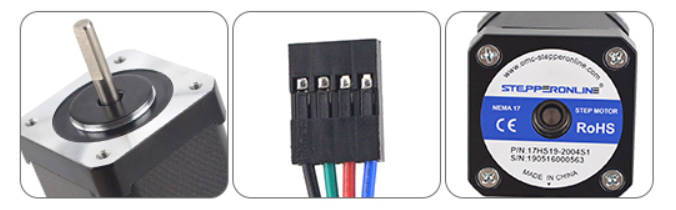 www.omc-stepperonline.com
STEPPERONLINE®
NEMA 17
STEP MOTOR
CE
RoHS
P/N:17HS19-2004S1
S/N:190516000563
MADE IN CHINA